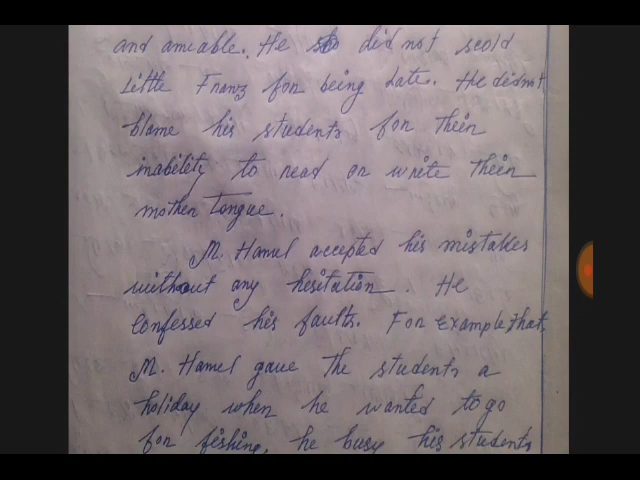 and amiable. He did not scold
Little Franz for being Late. He did not
blame his students for their
inability to read or write their
mother tongue.
M. Hamel accepted his mistakes
without any hesitation. He
confessed his faults. For example, that
M. Hamel gave the students a
holiday when he wanted to go
for fishing, he busy his students